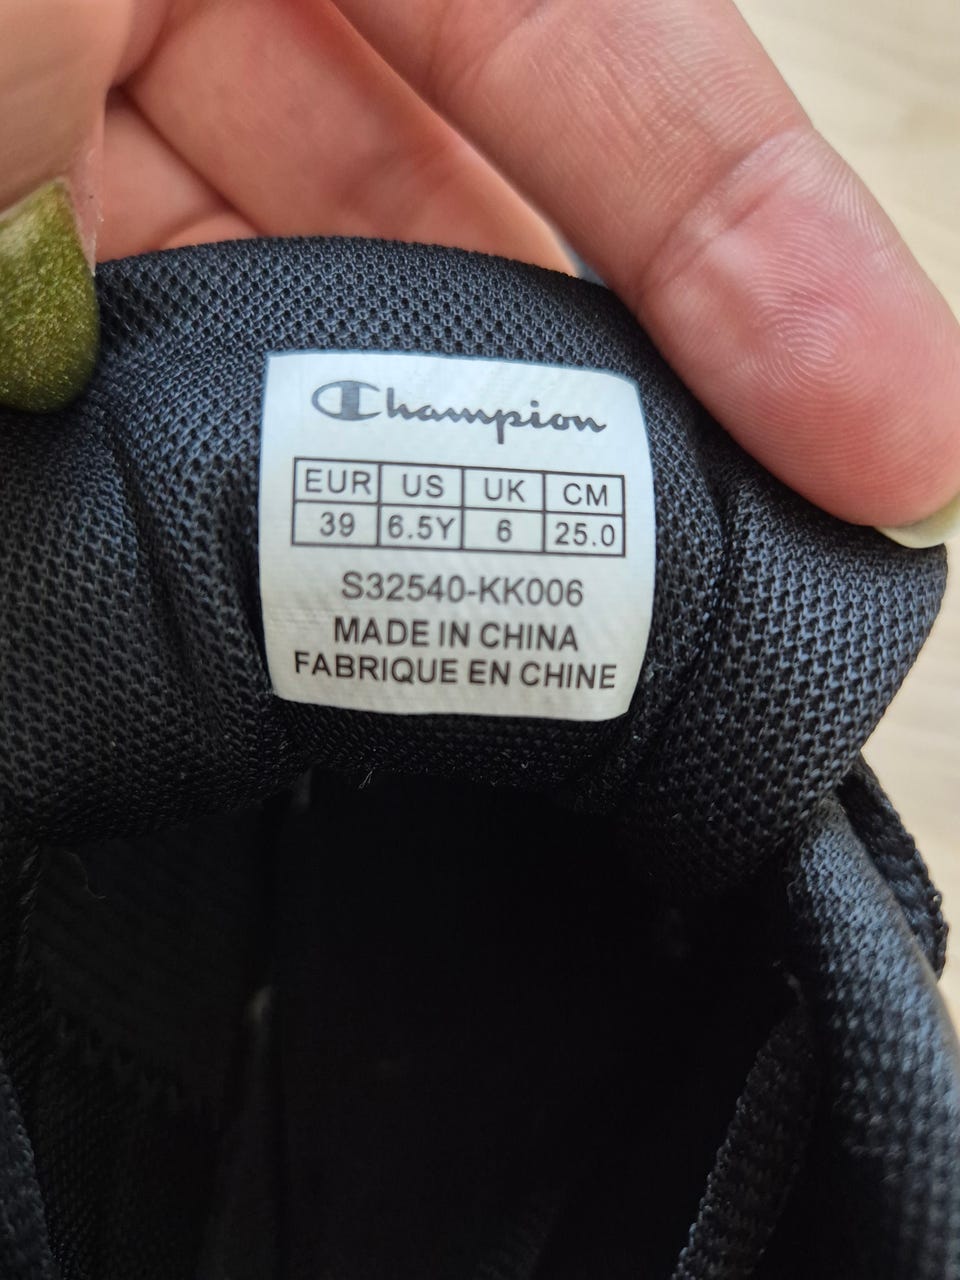 Champion
EUR US UK CM
39 6.5Y 6 25.0
S32540-KK006
MADE IN CHINA
FABRIQUE EN CHINE